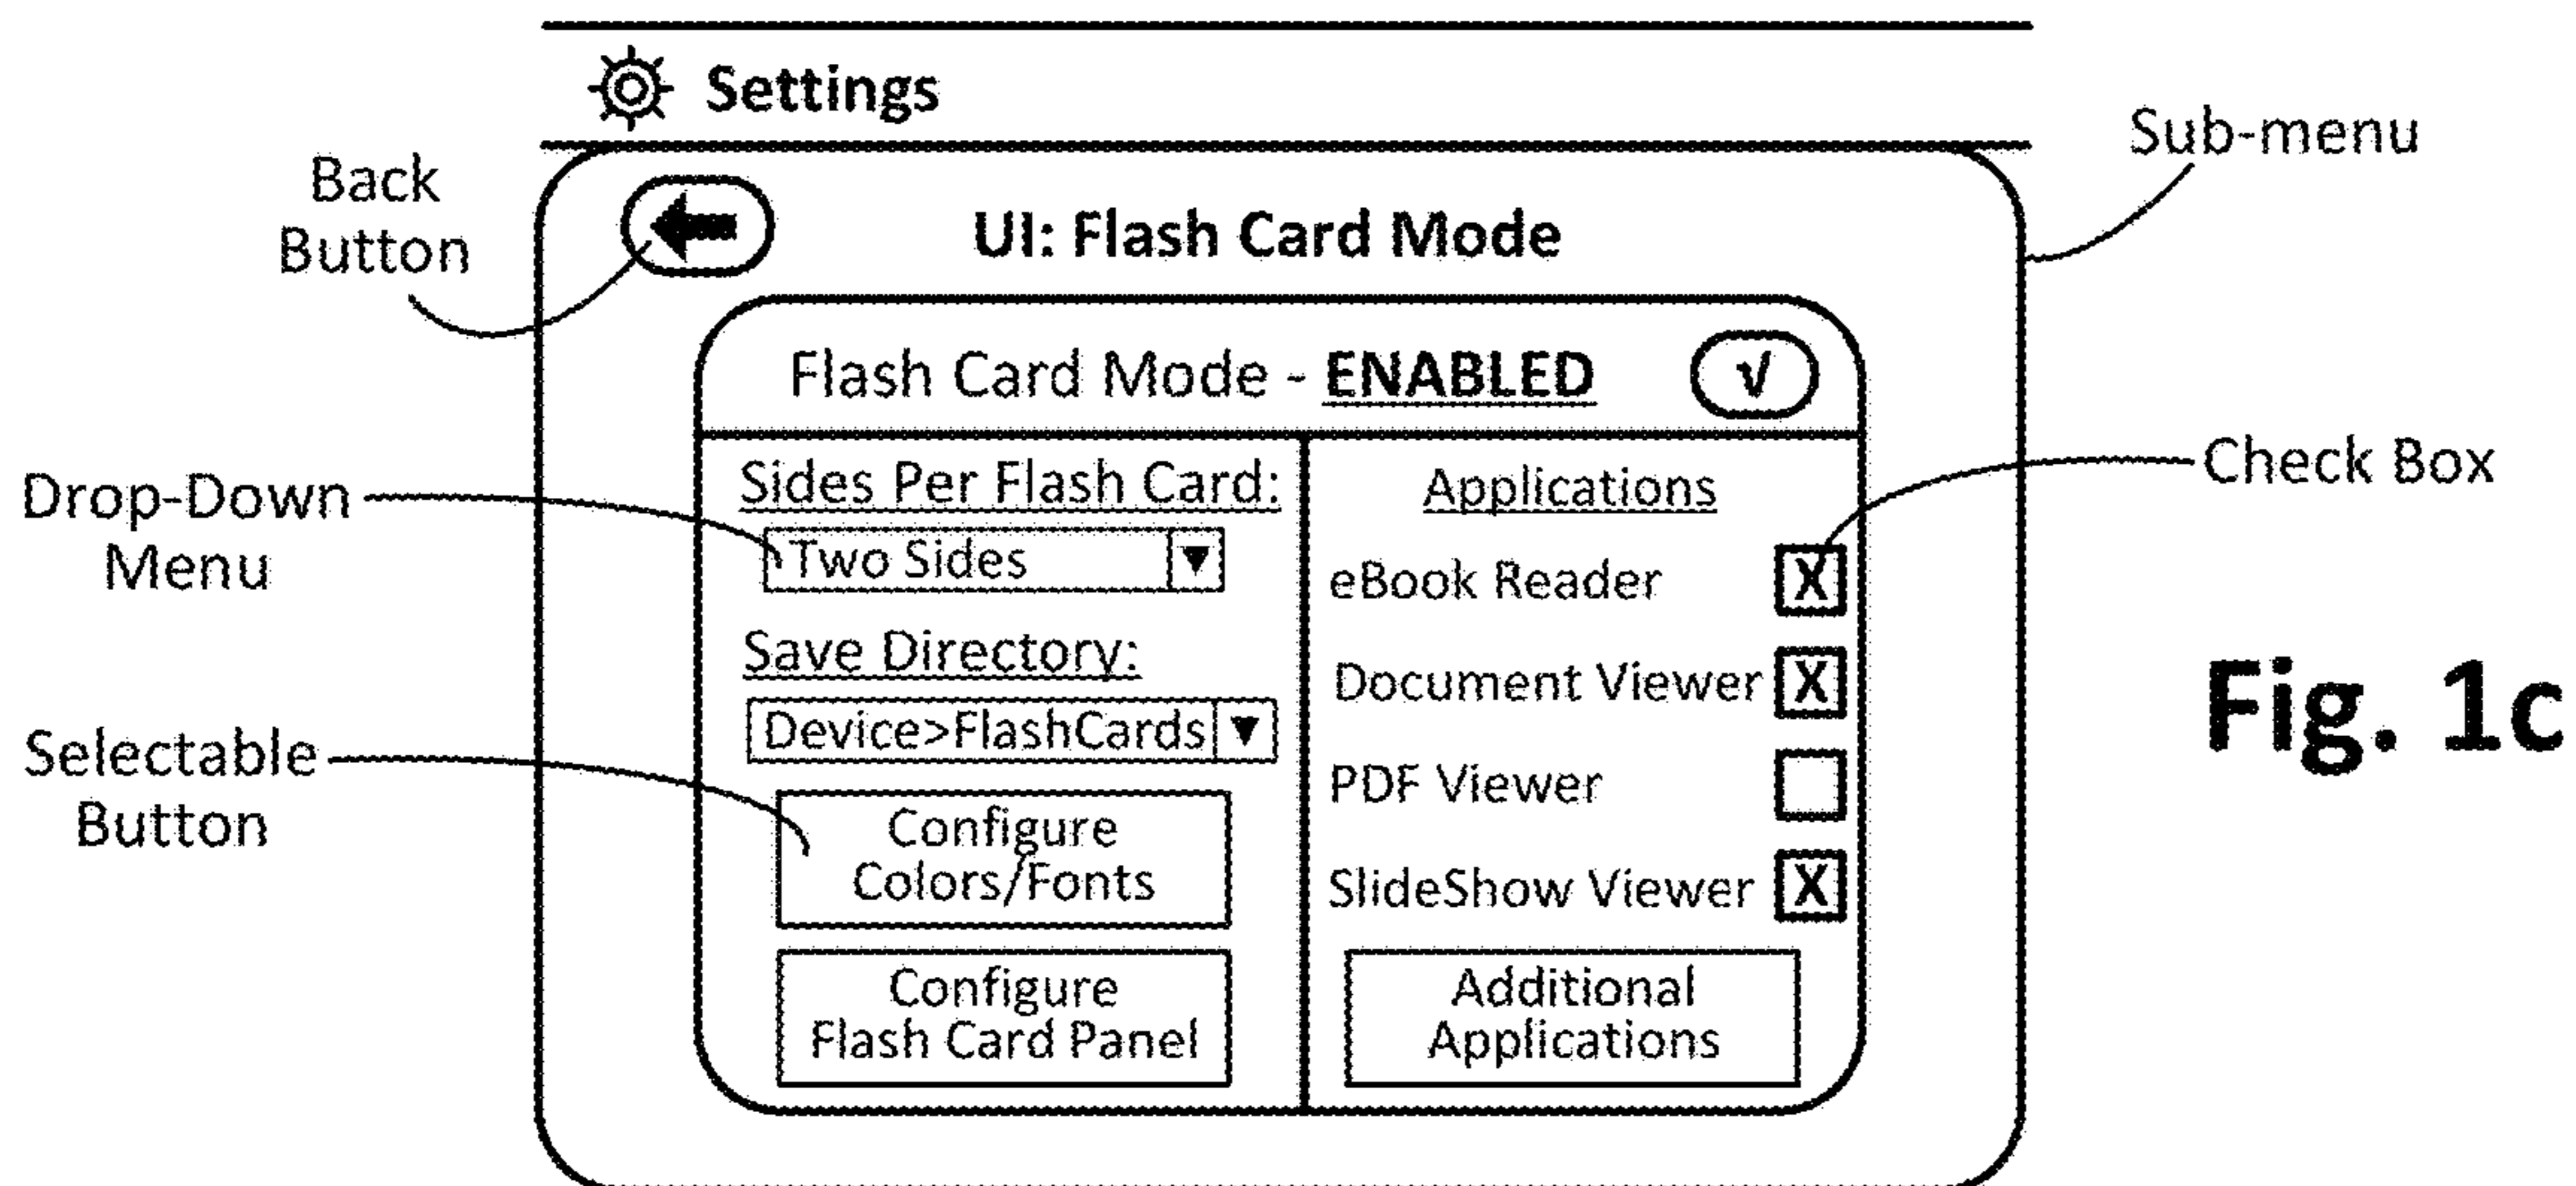 Settings
Sub-menu
Back
Button
UI: Flash Card Mode
Flash Card Mode - ENABLED
√
Drop-Down
Menu
Sides Per Flash Card:
Two Sides
Save Directory:
Device>FlashCards
Selectable
Button
Configure
Colors/Fonts
Configure
Flash Card Panel
Applications
Check Box
eBook Reader X
Document Viewer X
PDF Viewer
SlideShow Viewer X
Additional
Applications
Fig. 1c